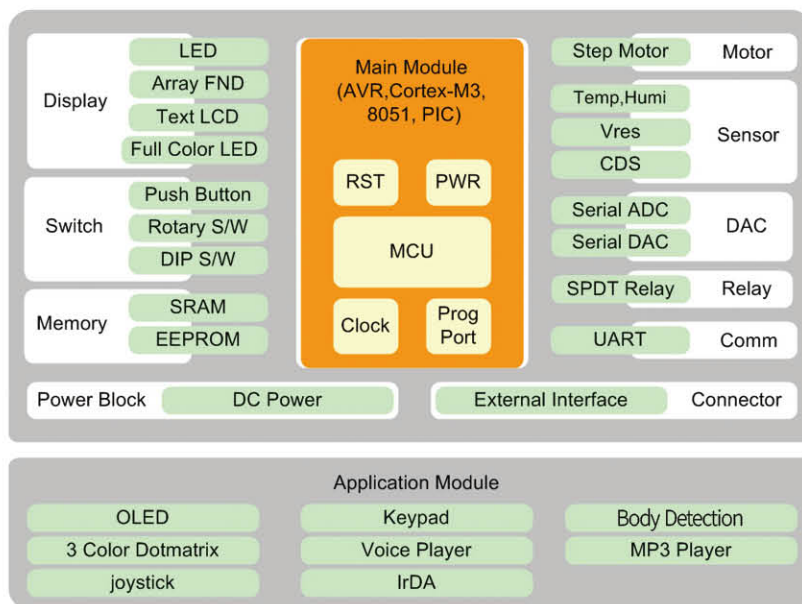 Display
LED
Array FND
Text LCD
Full Color LED
Switch
Push Button
Rotary S/W
DIP S/W
Memory
SRAM
EEPROM
Main Module
(AVR,Cortex-M3,
8051, PIC)
RST
PWR
MCU
Clock
Prog
Port
Step Motor
Motor
Temp,Humi
Vres
CDS
Sensor
Serial ADC
Serial DAC
DAC
SPDT Relay
Relay
UART
Comm
Power Block
DC Power
External Interface
Connector
Application Module
OLED
Keypad
Body Detection
3 Color Dotmatrix
Voice Player
MP3 Player
joystick
IrDA